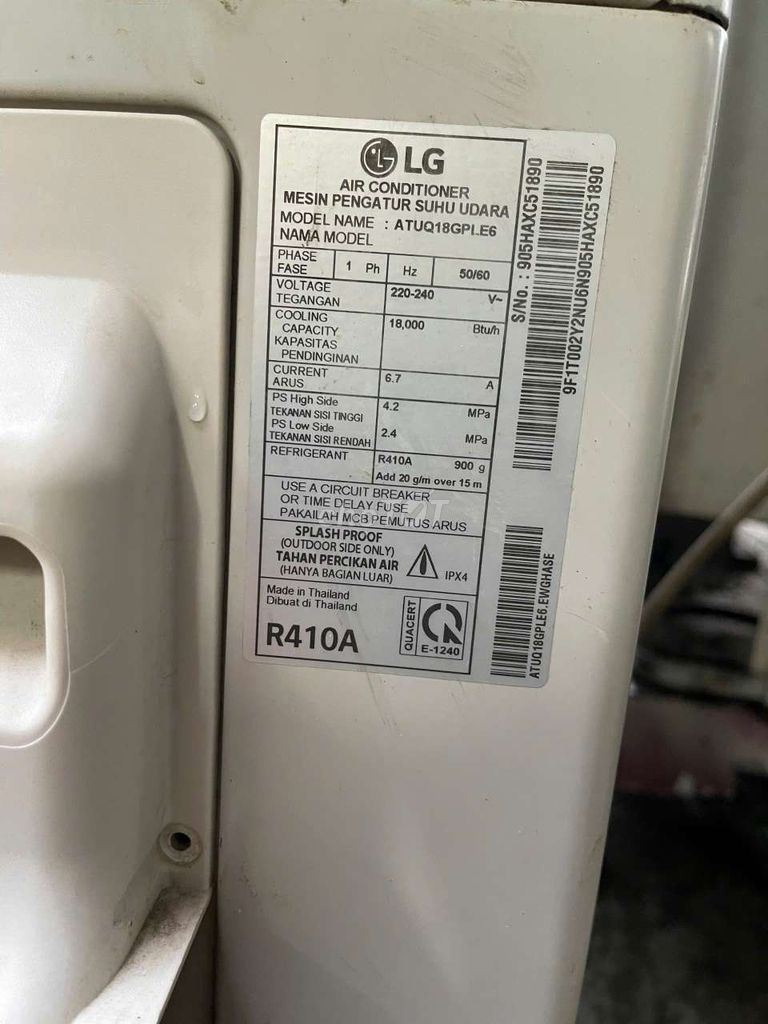 LG
AIR CONDITIONER
MESIN PENGATUR SUHU UDARA
MODEL NAME : ATUQ18GPLE6
NAMA MODEL
PHASE
FASE
1 Ph
Hz
50/60
VOLTAGE
TEGANGAN
220-240 V~
COOLING
CAPACITY
KAPASITAS
PENDINGINAN
18,000 Btu/h
CURRENT
ARUS
6.7 A
PS High Side
TEKANAN SISI TINGGI
4.2 MPa
PS Low Side
TEKANAN SISI RENDAH
2.4 MPa
REFRIGERANT
R410A 900 g
Add 20 g/m over 15 m
USE A CIRCUIT BREAKER
OR TIME DELAY FUSE
PAKAILAH MCB PEMUTUS ARUS
SPLASH PROOF
(OUTDOOR SIDE ONLY)
TAHAN PERCIKAN AIR
(HANYA BAGIAN LUAR)
IPX4
Made in Thailand
Dibuat di Thailand
R410A
QUACERT
E-1240
S/No. : 905HAXC51890
9F1T002Y2NU6N905HAXC51890
ATUQ18GPLE6.EWGHASE